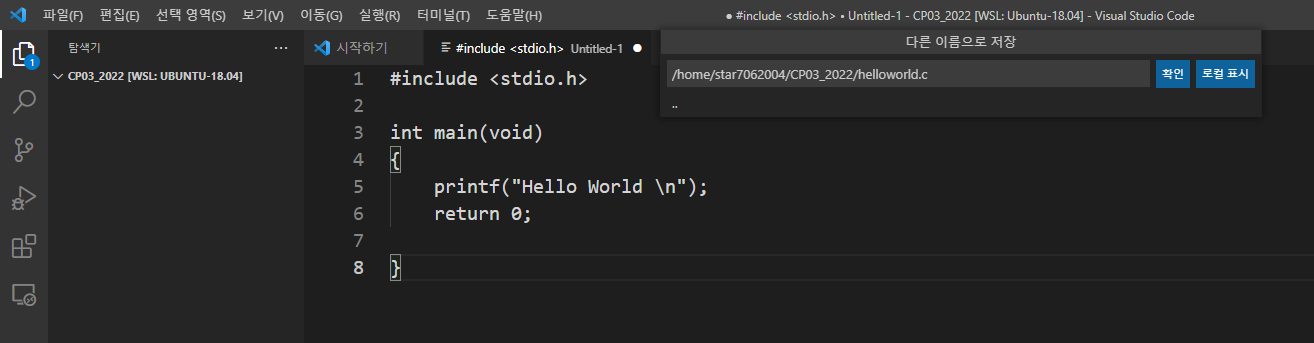 파일(F) 편집(E) 선택 영역(S) 보기(V) 이동(G) 실행(R) 터미널(T) 도움말(H) ● #include <stdio.h> • Untitled-1 - CP03_2022 [WSL: Ubuntu-18.04] - Visual Studio Code
탐색기 ···
시작하기 #include <stdio.h> Untitled-1 ●
다른 이름으로 저장
1
CP03_2022 [WSL: UBUNTU-18.04]
/home/star7062004/CP03_2022/helloworld.c 확인 로컬 표시
..
1 #include <stdio.h>
2
3 int main(void)
4 {
5     printf("Hello World \n");
6     return 0;
7
8 }